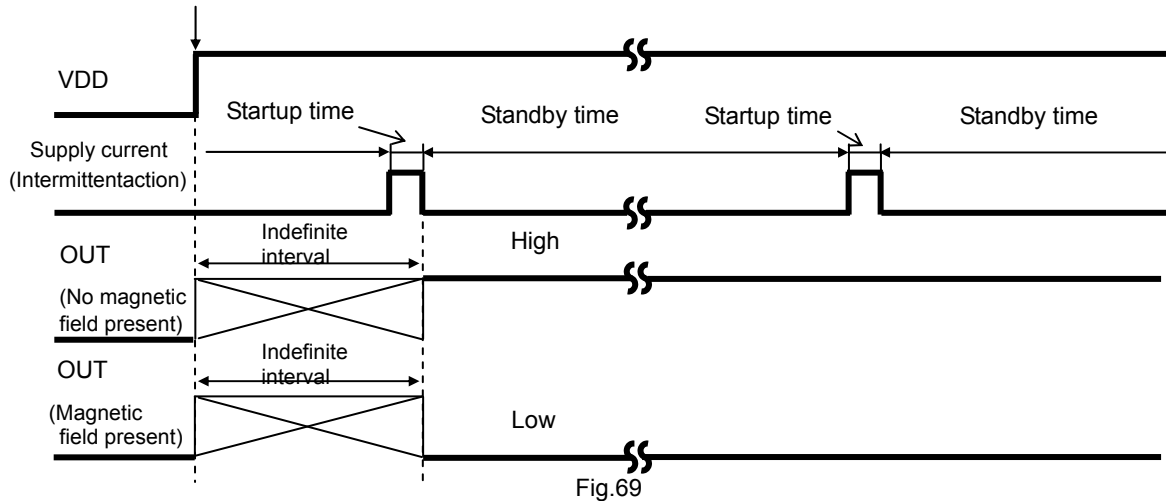 VDD
Startup time
Standby time
Startup time
Standby time
Supply current
(Intermittentaction)
Indefinite
interval
High
OUT
(No magnetic
field present)
Indefinite
interval
OUT
(Magnetic
field present)
Low
Fig.69